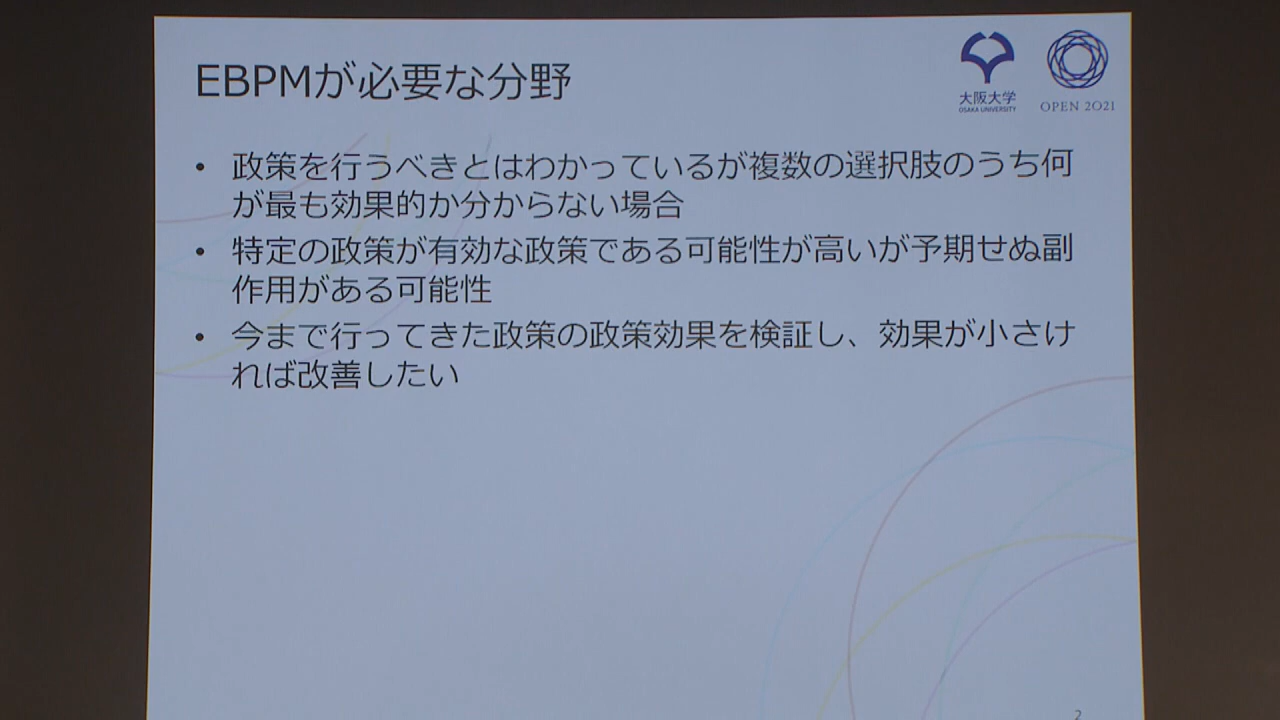 EBPMが必要な分野
大阪大学
OSAKA UNIVERSITY
OPEN 2021
• 政策を行うべきとはわかっているが複数の選択肢のうち何
が最も効果的か分からない場合
• 特定の政策が有効な政策である可能性が高いが予期せぬ副
作用がある可能性
• 今まで行ってきた政策の政策効果を検証し、効果が小さけ
れば改善したい
2